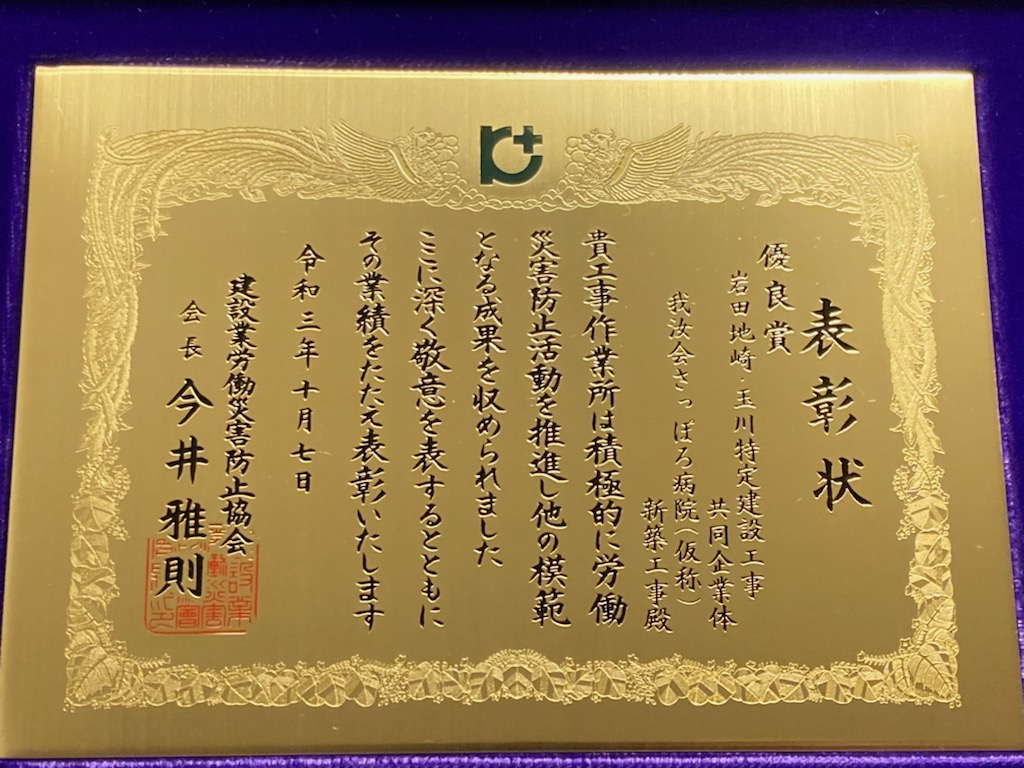 表彰状
優良賞
岩田地崎・玉川特定建設工事
共同企業体
我汝会さっぽろ病院(仮称)
新築工事殿
貴工事作業所は積極的に労働
災害防止活動を推進し他の模範
となる成果を収められました
ここに深く敬意を表するとともに
その業績をたたえ表彰いたします
令和三年十月七日
建設業労働災害防止協会
会長 今井雅則